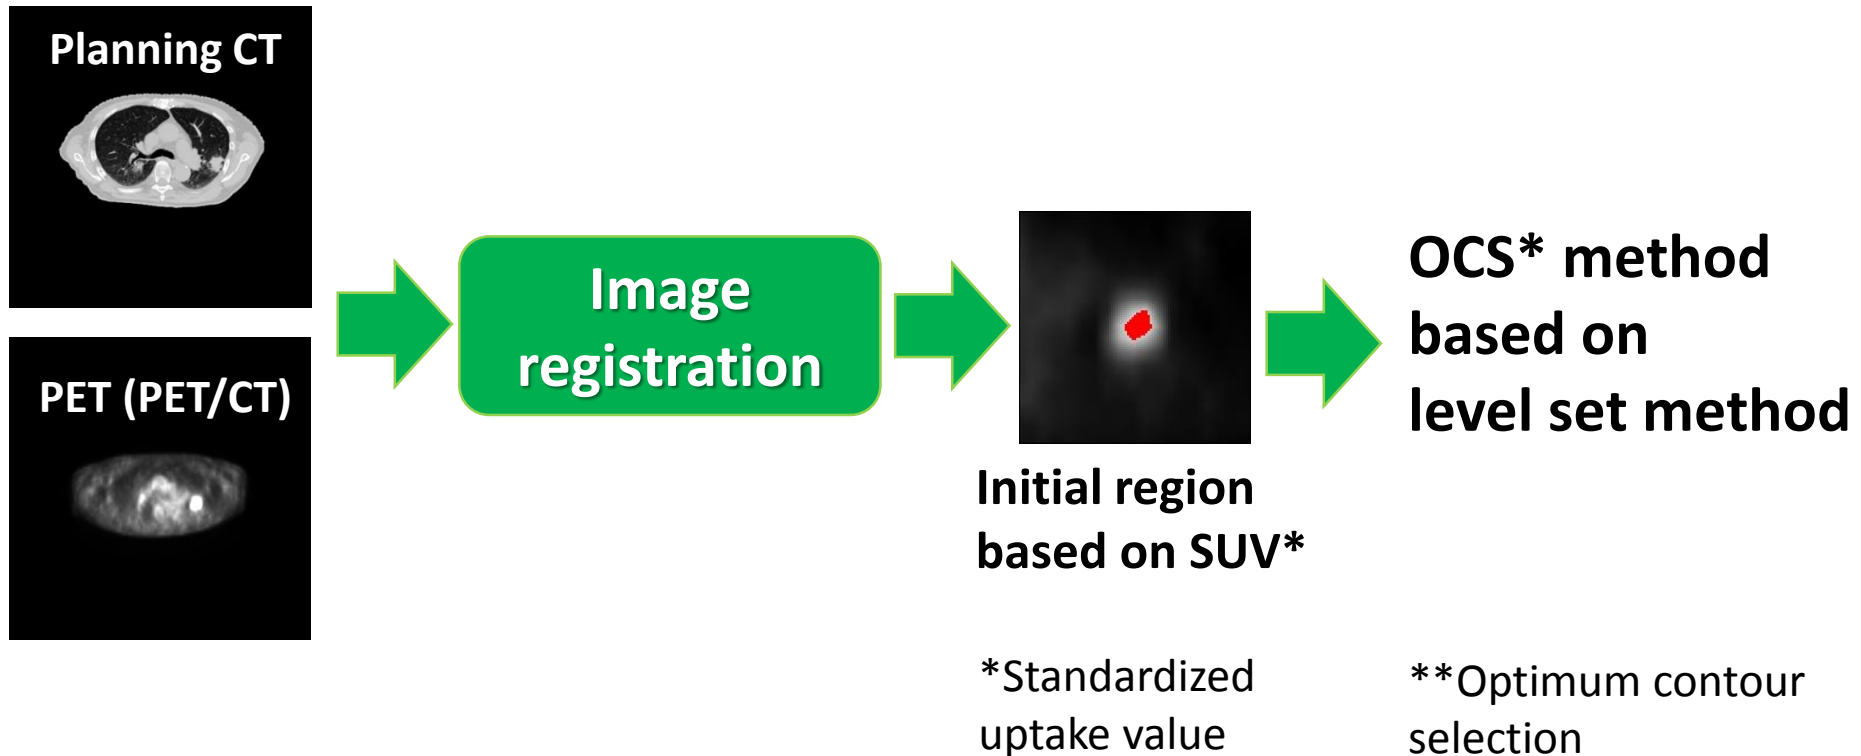 Planning CT
PET (PET/CT)
Image
registration
Initial region
based on SUV*
*Standardized
uptake value
OCS* method
based on
level set method
**Optimum contour
selection